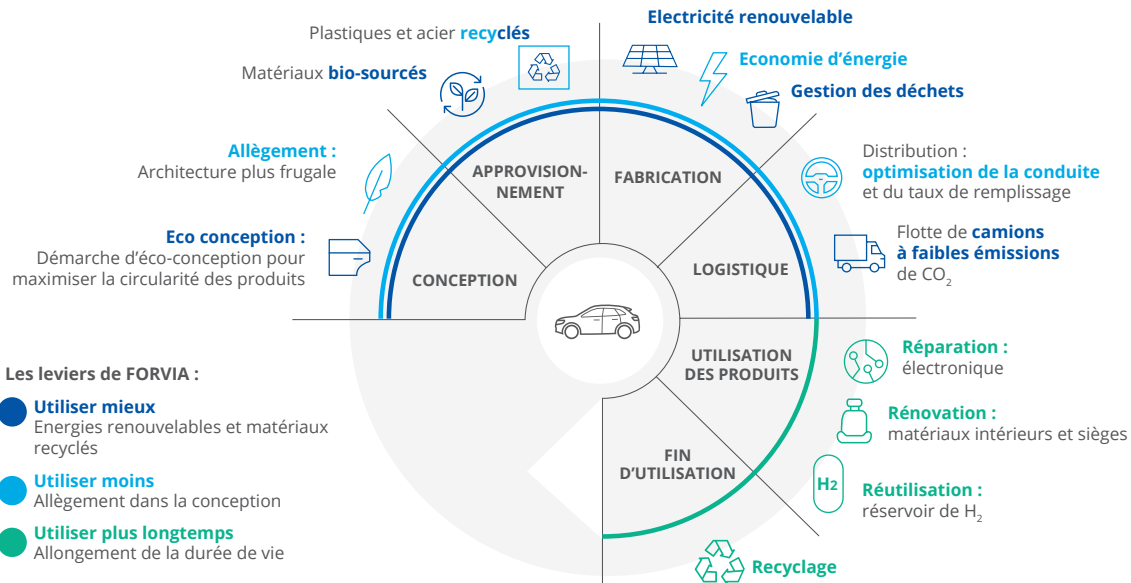 Electricité renouvelable
Plastiques et acier recyclés
Economie d'énergie
Matériaux bio-sourcés
Gestion des déchets
Allègement :
Architecture plus frugale
APPROVISION-
NEMENT
FABRICATION
Distribution :
optimisation de la conduite
et du taux de remplissage
Eco conception :
Démarche d'éco-conception pour
maximiser la circularité des produits
CONCEPTION
LOGISTIQUE
Flotte de camions
à faibles émissions
de CO₂
UTILISATION
DES PRODUITS
Réparation :
électronique
Rénovation :
matériaux intérieurs et sièges
FIN
D'UTILISATION
H2
Réutilisation :
réservoir de H₂
Recyclage
Les leviers de FORVIA :
Utiliser mieux
Energies renouvelables et matériaux
recyclés
Utiliser moins
Allègement dans la conception
Utiliser plus longtemps
Allongement de la durée de vie